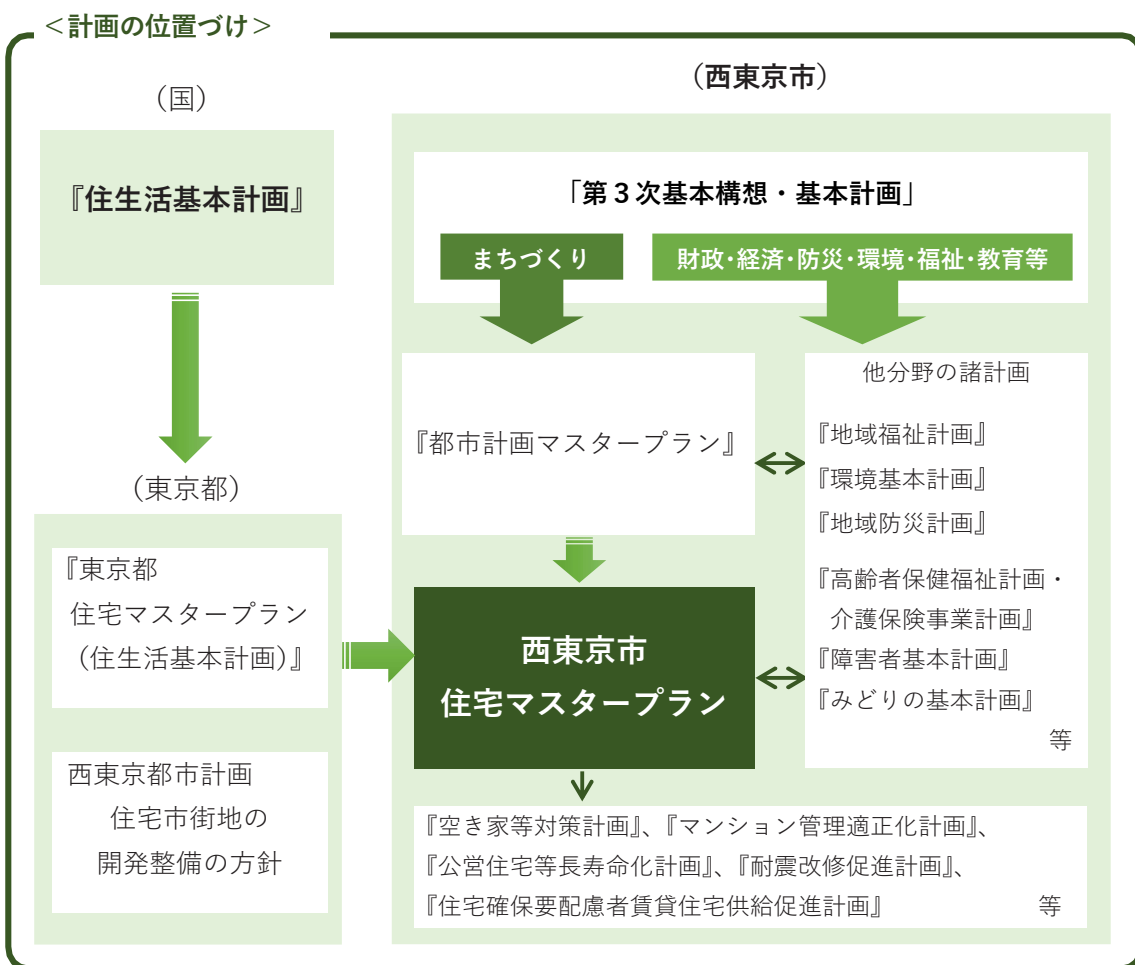 ＜計画の位置づけ＞
（国）
『住生活基本計画』
（東京都）
『東京都
住宅マスタープラン
（住生活基本計画）』
西東京都市計画
住宅市街地の
開発整備の方針
（西東京市）
「第３次基本構想・基本計画」
まちづくり
財政・経済・防災・環境・福祉・教育等
『都市計画マスタープラン』
他分野の諸計画
『地域福祉計画』
『環境基本計画』
『地域防災計画』
『高齢者保健福祉計画・
介護保険事業計画』
『障害者基本計画』
『みどりの基本計画』
等
西東京市
住宅マスタープラン
『空き家等対策計画』、『マンション管理適正化計画』、
『公営住宅等長寿命化計画』、『耐震改修促進計画』、
『住宅確保要配慮者賃貸住宅供給促進計画』 等